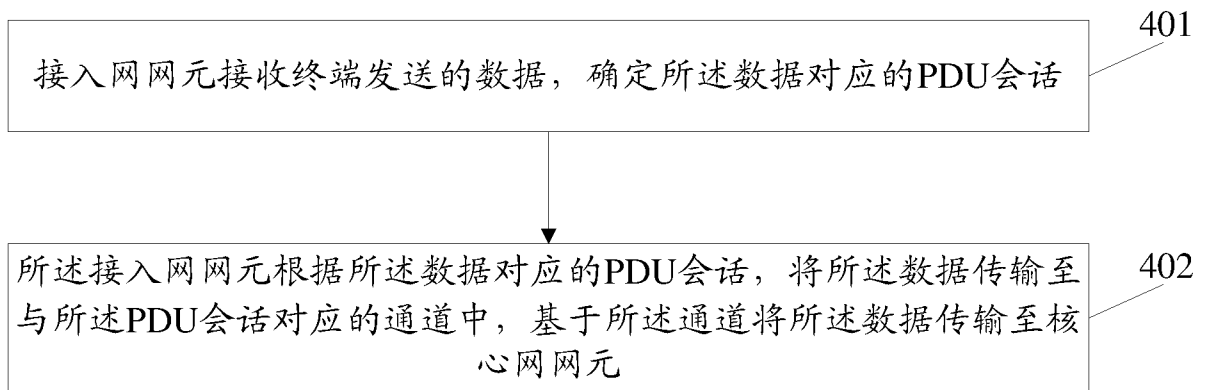 401
接入网网元接收终端发送的数据，确定所述数据对应的PDU会话
402
所述接入网网元根据所述数据对应的PDU会话，将所述数据传输至
与所述PDU会话对应的通道中，基于所述通道将所述数据传输至核
心网网元